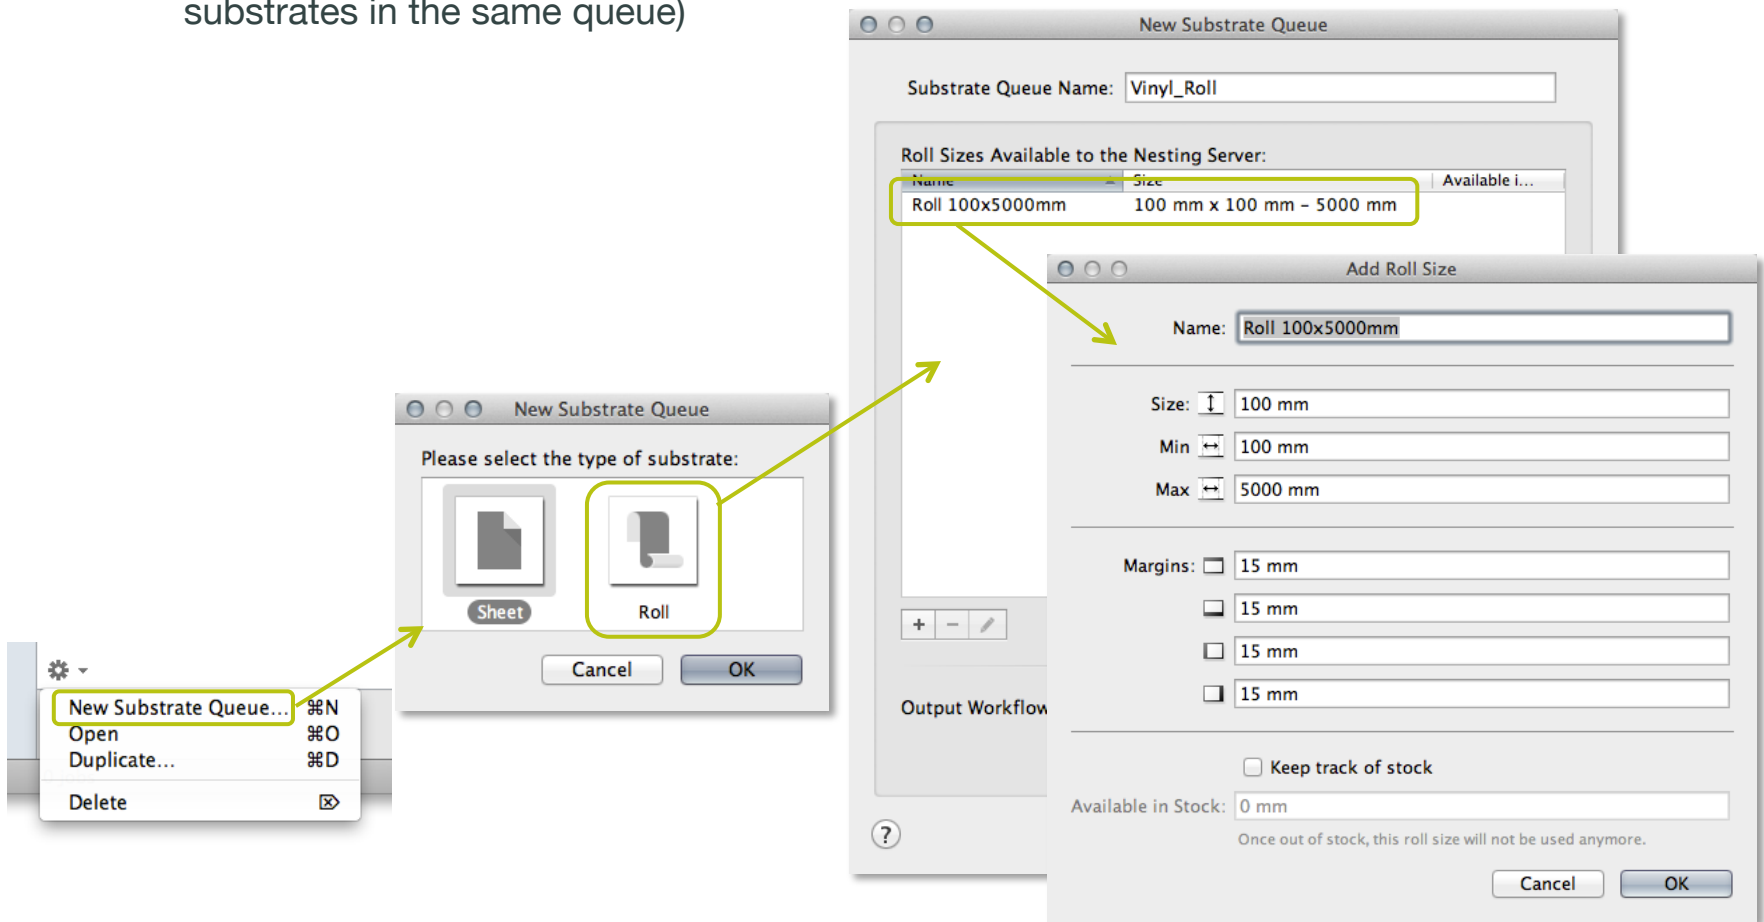 substrates in the same queue)
New Substrate Queue
Substrate Queue Name: Vinyl_Roll
Roll Sizes Available to the Nesting Server:
Name Size Available i...
Roll 100x5000mm 100 mm x 100 mm – 5000 mm
+ –
Output Workflow
?
Add Roll Size
Name: Roll 100x5000mm
Size: 100 mm
Min 100 mm
Max 5000 mm
Margins: 15 mm
15 mm
15 mm
15 mm
Keep track of stock
Available in Stock: 0 mm
Once out of stock, this roll size will not be used anymore.
Cancel OK
New Substrate Queue
Please select the type of substrate:
Sheet Roll
Cancel OK
New Substrate Queue... ⌘N
Open ⌘O
Duplicate... ⌘D
Delete ⌦